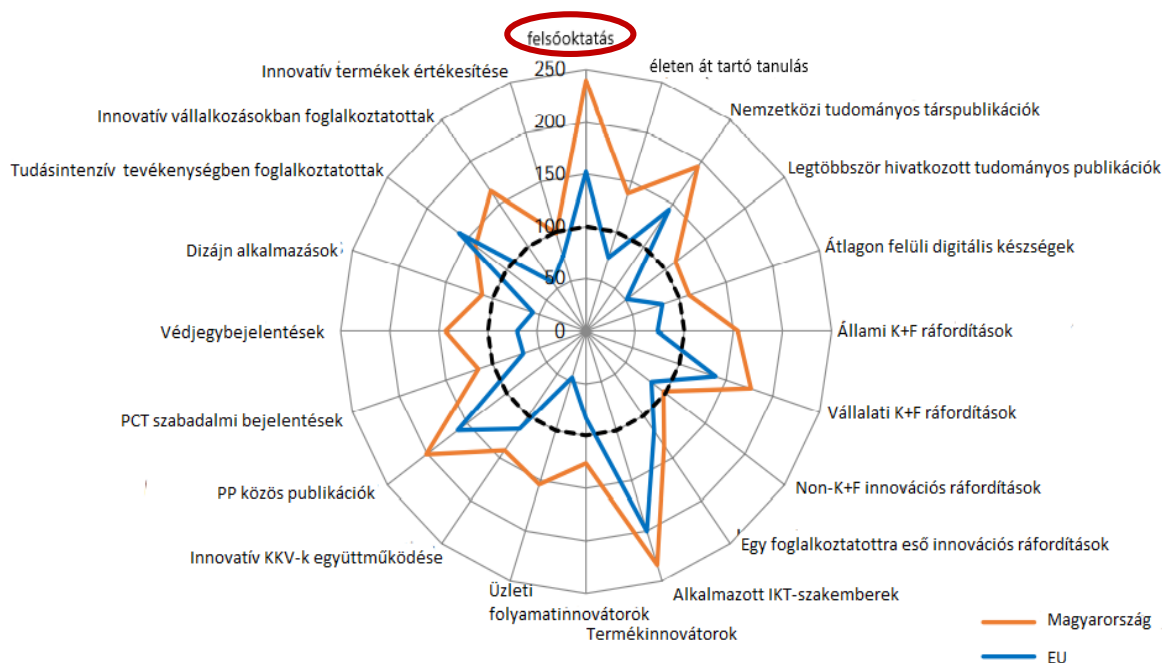 felsőoktatás
250
életen át tartó tanulás
Innovatív termékek értékesítése
Nemzetközi tudományos társpublikációk
Innovatív vállalkozásokban foglalkoztatottak
200
Tudásintenzív tevékenységben foglalkoztatottak
Legtöbbször hivatkozott tudományos publikációk
150
Dizájn alkalmazások
100
Átlagon felüli digitális készségek
50
Védjegybejelentések
0
Állami K+F ráfordítások
PCT szabadalmi bejelentések
Vállalati K+F ráfordítások
PP közös publikációk
Non-K+F innovációs ráfordítások
Innovatív KKV-k együttműködése
Egy foglalkoztatottra eső innovációs ráfordítások
Üzleti
folyamatinnovátorok
Alkalmazott IKT-szakemberek
Termékinnovátorok
Magyarország
EU